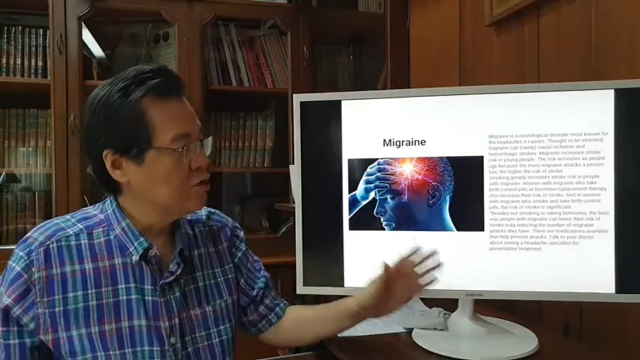 Migraine
Migraine is a neurological disorder most known for
the headaches it causes. Thought to be inherited,
migraine can (rarely) cause ischemic and
hemorrhagic strokes. Migraine increases stroke
risk in young people. The risk increases as people
age because the more migraine attacks a person
has, the higher the risk of stroke
Smoking greatly increases stroke risk in people
with migraine. Women with migraine who take
birth control pills or hormone replacement therapy
also increase their risk of stroke. And in women
with migraine who smoke and take birth control
pills, the risk of stroke is significant
"Besides not smoking or taking hormones, the best
way people with migraine can lower their risk of
stroke is by reducing the number of migraine
attacks they have. There are medications available
that help prevent attacks. Talk to your doctor
about seeing a headache specialist for
preventative treatment.
SAMSUNG